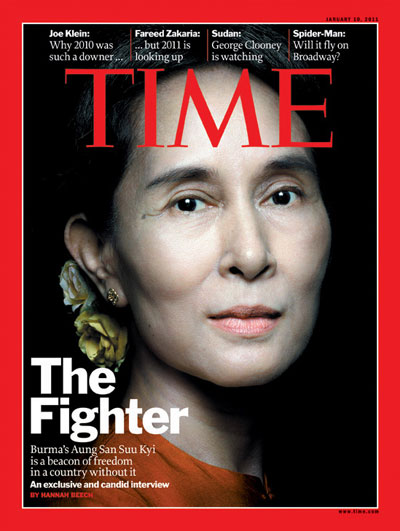 JANUARY 10, 2011
Joe Klein:
Why 2010 was
such a downer ...
Fareed Zakaria:
... but 2011 is
looking up
Sudan:
George Clooney
is watching
Spider-Man:
Will it fly on
Broadway?
TIME
The
Fighter
Burma's Aung San Suu Kyi
is a beacon of freedom
in a country without it
An exclusive and candid interview
BY HANNAH BEECH
www.time.com